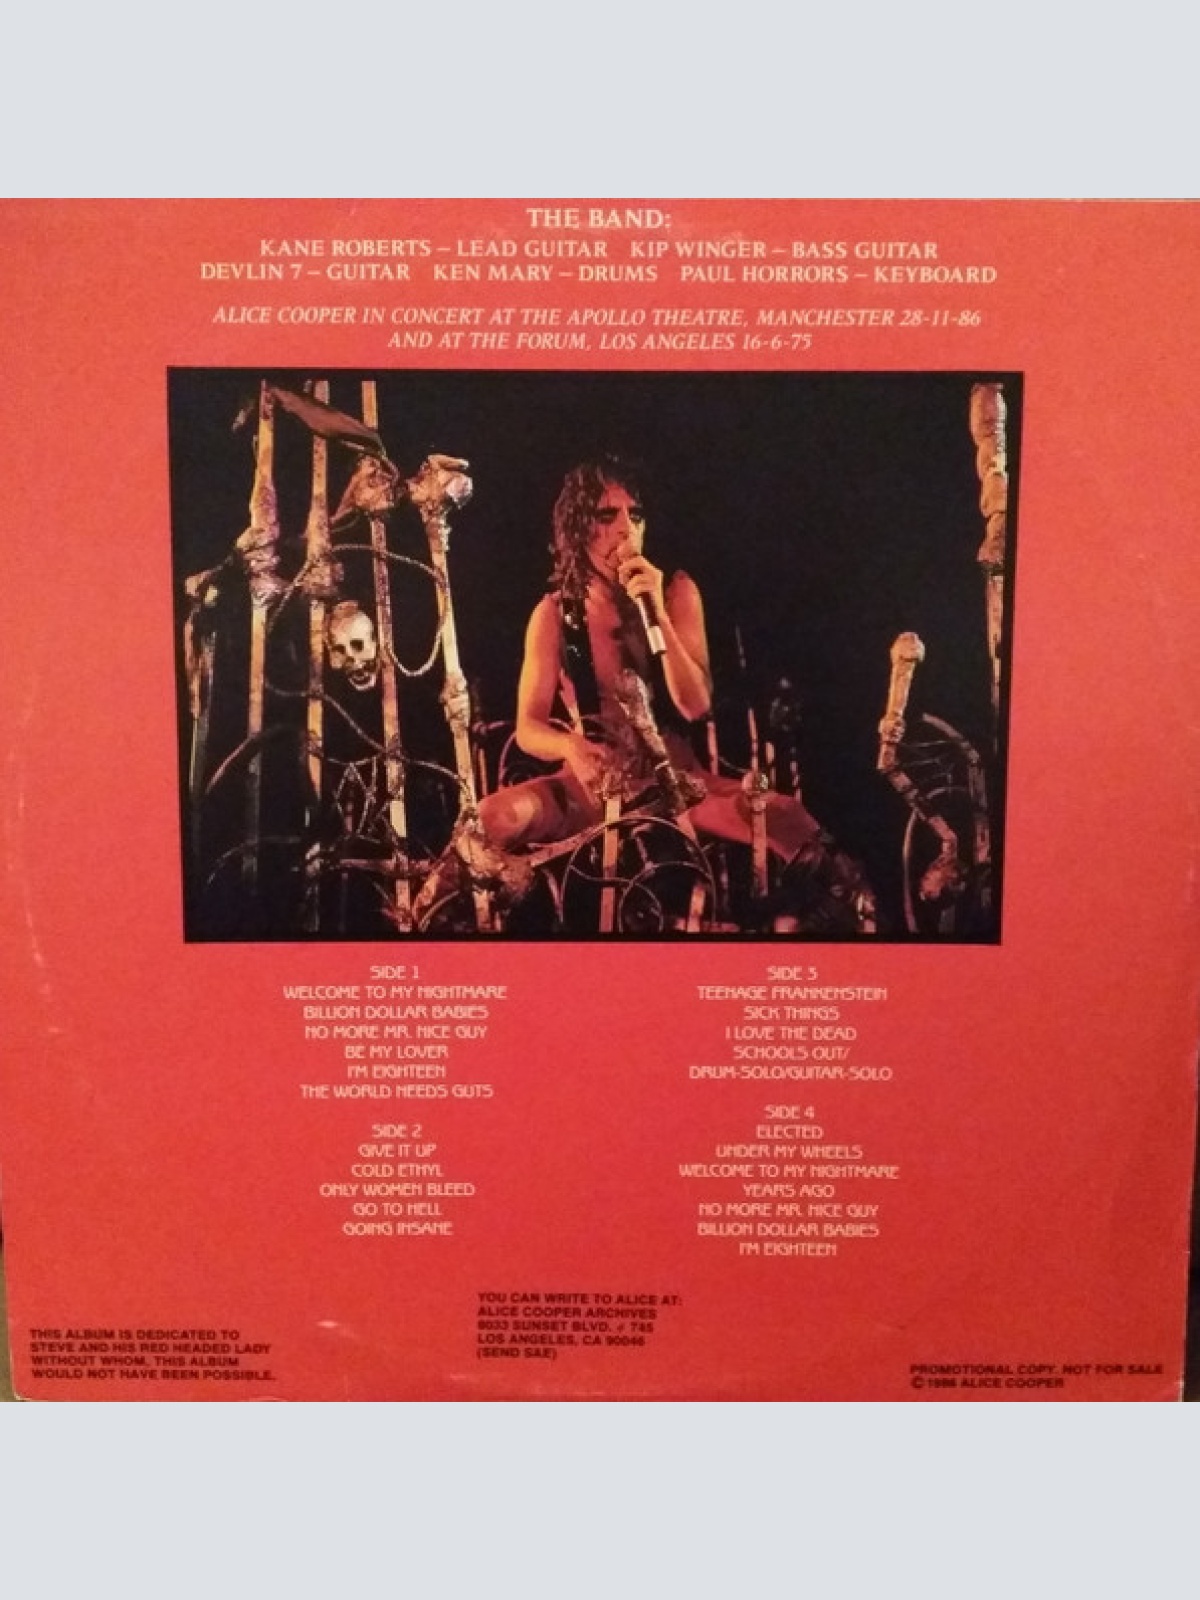 THE BAND:
KANE ROBERTS – LEAD GUITAR KIP WINGER – BASS GUITAR
DEVLIN 7 – GUITAR KEN MARY – DRUMS PAUL HORRORS – KEYBOARD
ALICE COOPER IN CONCERT AT THE APOLLO THEATRE, MANCHESTER 28-11-86
AND AT THE FORUM, LOS ANGELES 16-6-75
SIDE 1
WELCOME TO MY NIGHTMARE
BILLION DOLLAR BABIES
NO MORE MR. NICE GUY
BE MY LOVER
I'M EIGHTEEN
THE WORLD NEEDS GUTS
SIDE 2
GIVE IT UP
COLD ETHYL
ONLY WOMEN BLEED
GO TO HELL
GOING INSANE
SIDE 3
TEENAGE FRANKENSTEIN
SICK THINGS
I LOVE THE DEAD
SCHOOLS OUT/
DRUM-SOLO/GUITAR-SOLO
SIDE 4
ELECTED
UNDER MY WHEELS
WELCOME TO MY NIGHTMARE
YEARS AGO
NO MORE MR. NICE GUY
BILLION DOLLAR BABIES
I'M EIGHTEEN
THIS ALBUM IS DEDICATED TO
STEVE AND HIS RED HEADED LADY
WITHOUT WHOM, THIS ALBUM
WOULD NOT HAVE BEEN POSSIBLE.
YOU CAN WRITE TO ALICE AT:
ALICE COOPER ARCHIVES
8033 SUNSET BLVD. # 745
LOS ANGELES, CA 90046
(SEND SAE)
PROMOTIONAL COPY. NOT FOR SALE
© 1986 ALICE COOPER